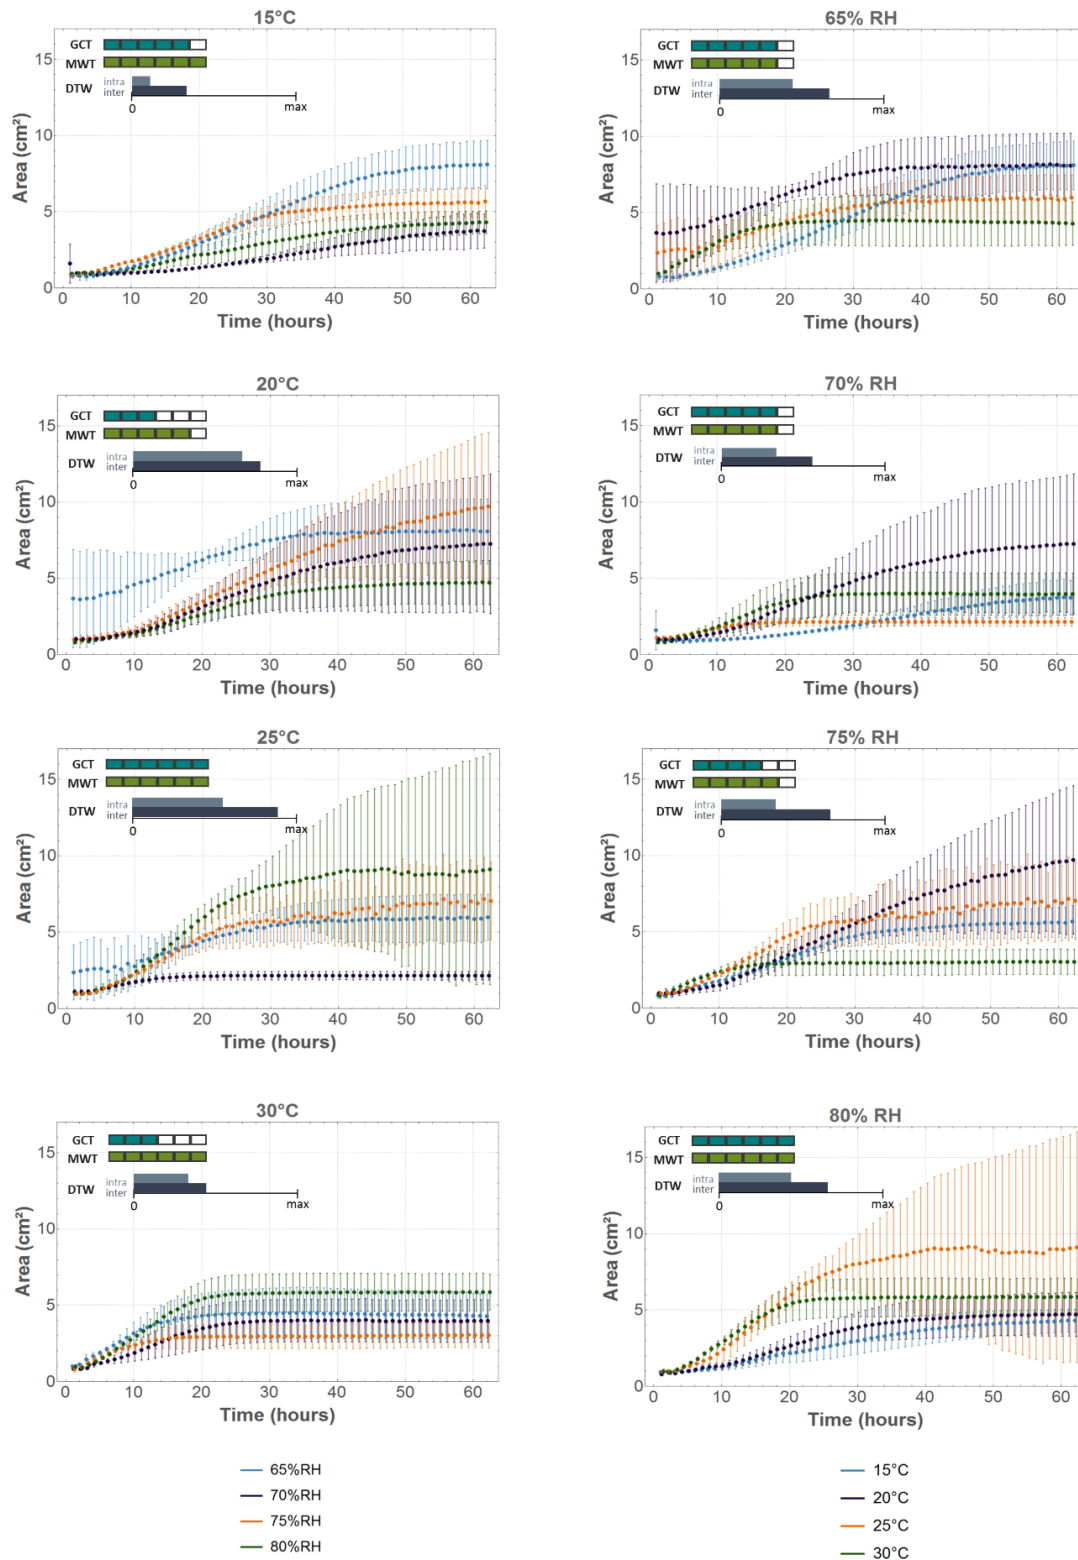 15°C
GCT
MWT
DTW
intra
inter
0
max
15
10
5
0
Area (cm²)
0 10 20 30 40 50 60
Time (hours)
65% RH
GCT
MWT
DTW
intra
inter
0
max
15
10
5
0
Area (cm²)
0 10 20 30 40 50 60
Time (hours)
20°C
GCT
MWT
DTW
intra
inter
0
max
15
10
5
0
Area (cm²)
0 10 20 30 40 50 60
Time (hours)
70% RH
GCT
MWT
DTW
intra
inter
0
max
15
10
5
0
Area (cm²)
0 10 20 30 40 50 60
Time (hours)
25°C
GCT
MWT
DTW
intra
inter
0
max
15
10
5
0
Area (cm²)
0 10 20 30 40 50 60
Time (hours)
75% RH
GCT
MWT
DTW
intra
inter
0
max
15
10
5
0
Area (cm²)
0 10 20 30 40 50 60
Time (hours)
30°C
GCT
MWT
DTW
intra
inter
0
max
15
10
5
0
Area (cm²)
0 10 20 30 40 50 60
Time (hours)
80% RH
GCT
MWT
DTW
intra
inter
0
max
15
10
5
0
Area (cm²)
0 10 20 30 40 50 60
Time (hours)
65%RH
70%RH
75%RH
80%RH
15°C
20°C
25°C
30°C